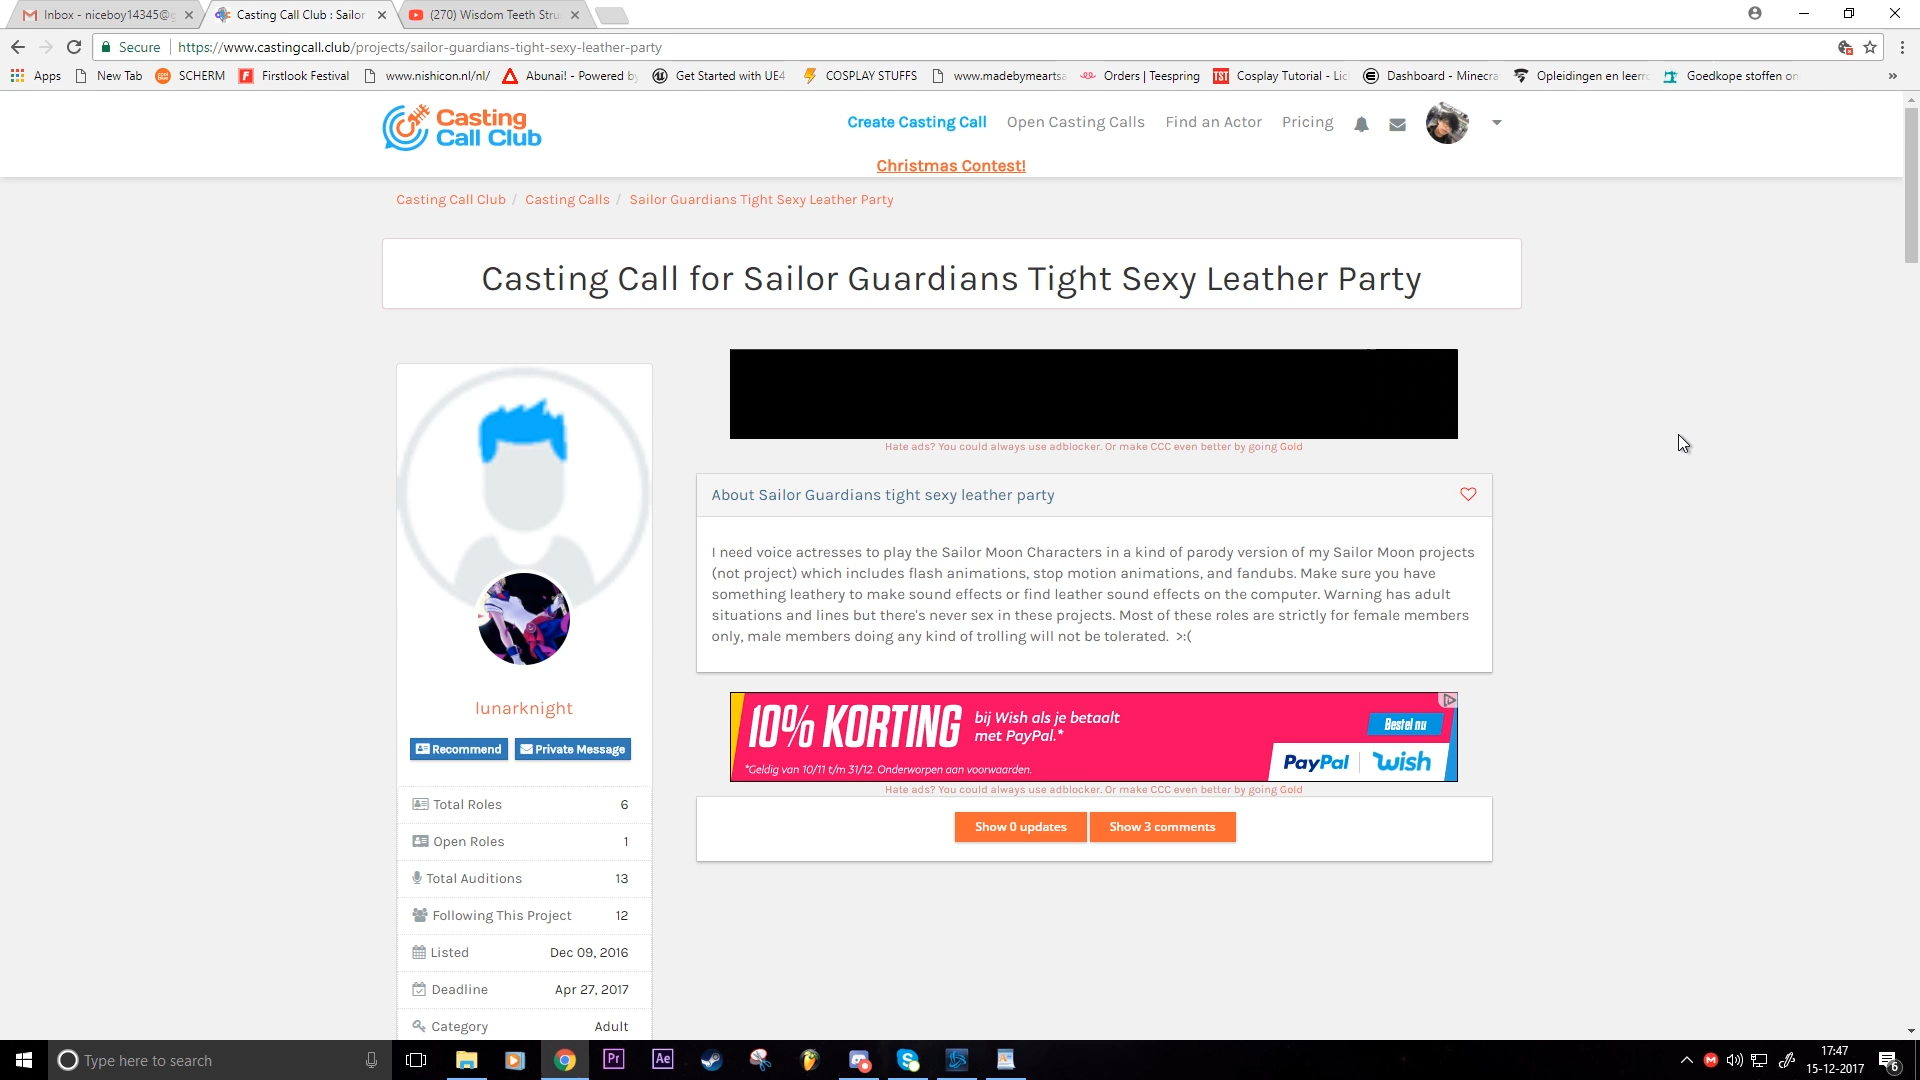 Inbox - niceboy14345@g
Casting Call Club : Sailor
(270) Wisdom Teeth Stru
Secure
https://www.castingcall.club/projects/sailor-guardians-tight-sexy-leather-party
Apps
New Tab
SCHERM
Firstlook Festival
www.nishicon.nl/nl/
Abunai! - Powered by
Get Started with UE4
COSPLAY STUFFS
www.madebymeartsa
Orders | Teespring
TST
Cosplay Tutorial - Lic
Dashboard - Minecra
Opleidingen en leerro
Goedkope stoffen on
Casting
Call Club
Create Casting Call
Open Casting Calls
Find an Actor
Pricing
Christmas Contest!
Casting Call Club / Casting Calls / Sailor Guardians Tight Sexy Leather Party
Casting Call for Sailor Guardians Tight Sexy Leather Party
Hate ads? You could always use adblocker. Or make CCC even better by going Gold
About Sailor Guardians tight sexy leather party
I need voice actresses to play the Sailor Moon Characters in a kind of parody version of my Sailor Moon projects
(not project) which includes flash animations, stop motion animations, and fandubs. Make sure you have
something leathery to make sound effects or find leather sound effects on the computer. Warning has adult
situations and lines but there's never sex in these projects. Most of these roles are strictly for female members
only, male members doing any kind of trolling will not be tolerated. >:(
lunarknight
Recommend
Private Message
Total Roles 6
Open Roles 1
Total Auditions 13
Following This Project 12
Listed Dec 09, 2016
Deadline Apr 27, 2017
Category Adult
10% KORTING
bij Wish als je betaalt
met PayPal.*
Bestel nu
PayPal
wish
*Geldig van 10/11 t/m 31/12. Onderworpen aan voorwaarden.
Hate ads? You could always use adblocker. Or make CCC even better by going Gold
Show 0 updates
Show 3 comments
Type here to search
Pr
Ae
17:47
15-12-2017
6